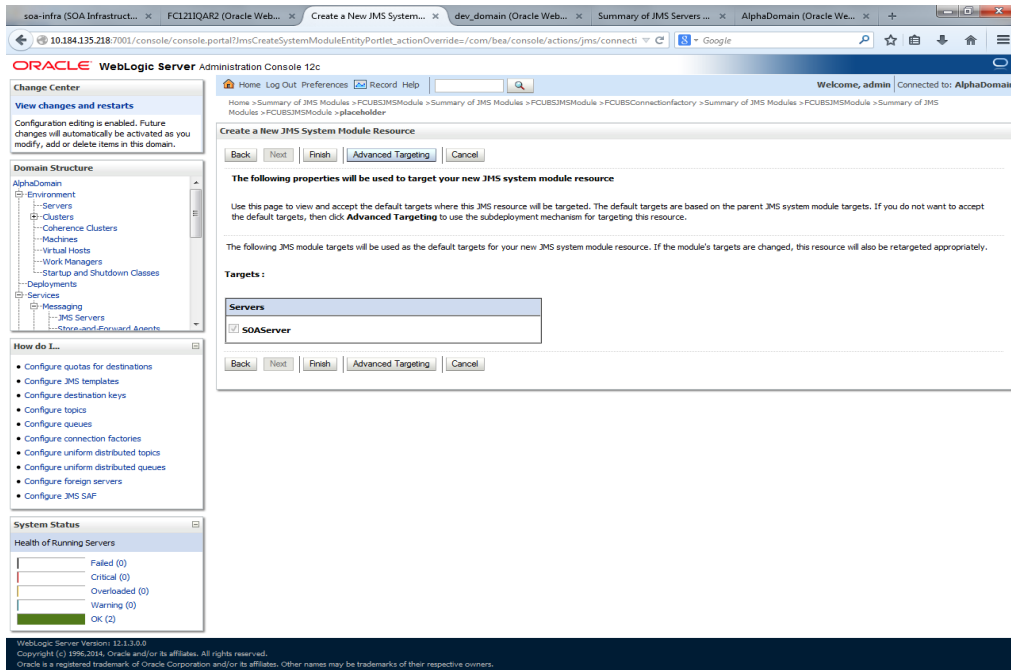 soa-infra (SOA Infrastruct... × FC121IQAR2 (Oracle Web... × Create a New JMS System... × dev_domain (Oracle Web... × Summary of JMS Servers ... × AlphaDomain (Oracle We... × +
10.184.135.218:7001/console/console.portal?JmsCreateSystemModuleEntityPortlet_actionOverride=/com/bea/console/actions/jms/connecti
Google
ORACLE WebLogic Server Administration Console 12c
Change Center
View changes and restarts
Configuration editing is enabled. Future
changes will automatically be activated as you
modify, add or delete items in this domain.
Domain Structure
AlphaDomain
Environment
Servers
Clusters
Coherence Clusters
Machines
Virtual Hosts
Work Managers
Startup and Shutdown Classes
Deployments
Services
Messaging
JMS Servers
Store-and-Forward Agents
How do I...
Configure quotas for destinations
Configure JMS templates
Configure destination keys
Configure topics
Configure queues
Configure connection factories
Configure uniform distributed topics
Configure uniform distributed queues
Configure foreign servers
Configure JMS SAF
System Status
Health of Running Servers
Failed (0)
Critical (0)
Overloaded (0)
Warning (0)
OK (2)
Home Log Out Preferences Record Help
Welcome, admin Connected to: AlphaDomain
Home >Summary of JMS Modules >FCUBSJMSModule >Summary of JMS Modules >FCUBSJMSModule >FCUBSConnectionfactory >Summary of JMS Modules >FCUBSJMSModule >Summary of JMS
Modules >FCUBSJMSModule >placeholder
Create a New JMS System Module Resource
Back Next Finish Advanced Targeting Cancel
The following properties will be used to target your new JMS system module resource
Use this page to view and accept the default targets where this JMS resource will be targeted. The default targets are based on the parent JMS system module targets. If you do not want to accept
the default targets, then click Advanced Targeting to use the subdeployment mechanism for targeting this resource.
The following JMS module targets will be used as the default targets for your new JMS system module resource. If the module's targets are changed, this resource will also be retargeted appropriately.
Targets :
Servers
SOAServer
Back Next Finish Advanced Targeting Cancel
WebLogic Server Version: 12.1.3.0.0
Copyright (c) 1996,2014, Oracle and/or its affiliates. All rights reserved.
Oracle is a registered trademark of Oracle Corporation and/or its affiliates. Other names may be trademarks of their respective owners.